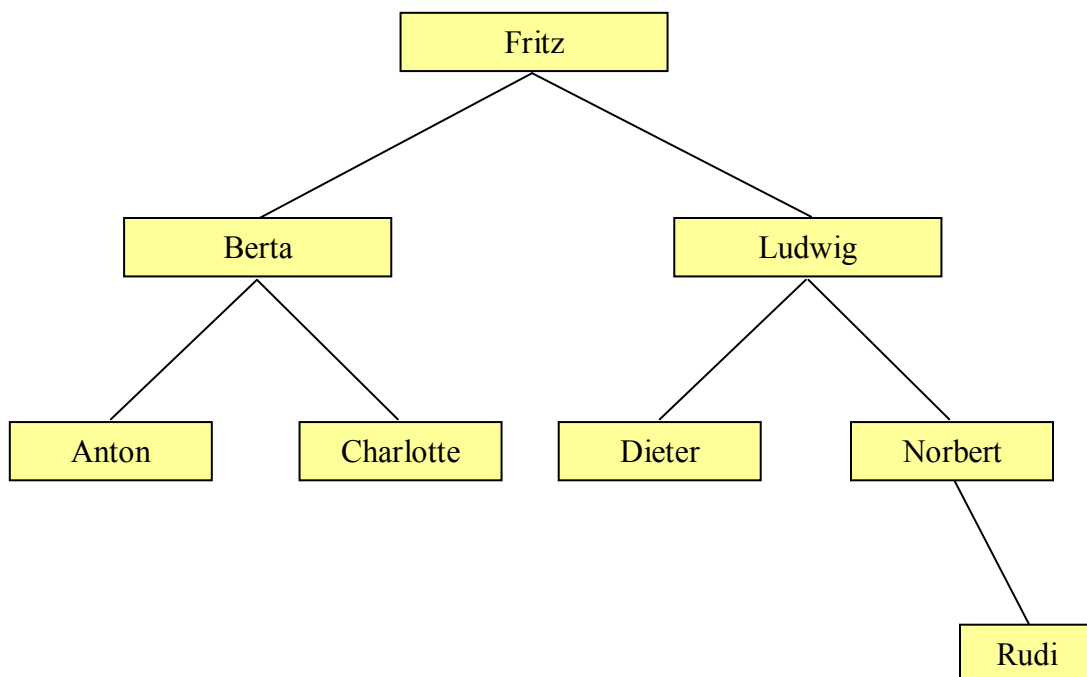 Fritz
Berta
Ludwig
Anton
Charlotte
Dieter
Norbert
Rudi